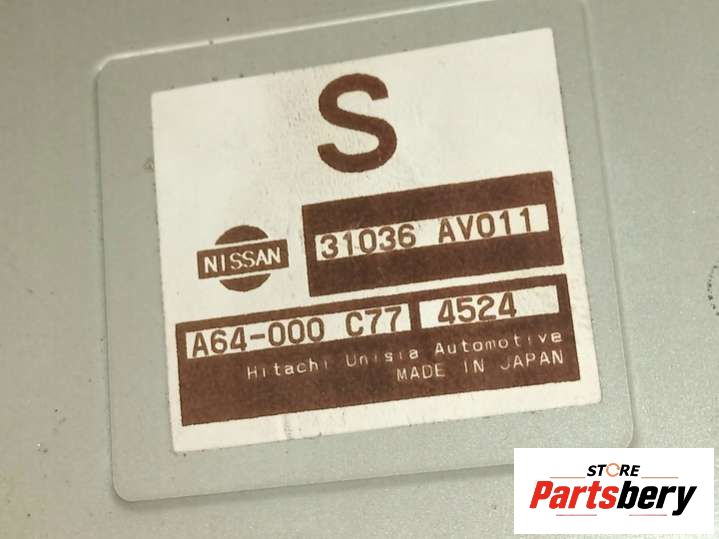 S
NISSAN
31036 AV011
A64-000 C77 4524
Hitachi Unisia Automotive
MADE IN JAPAN
STORE
Partsbery